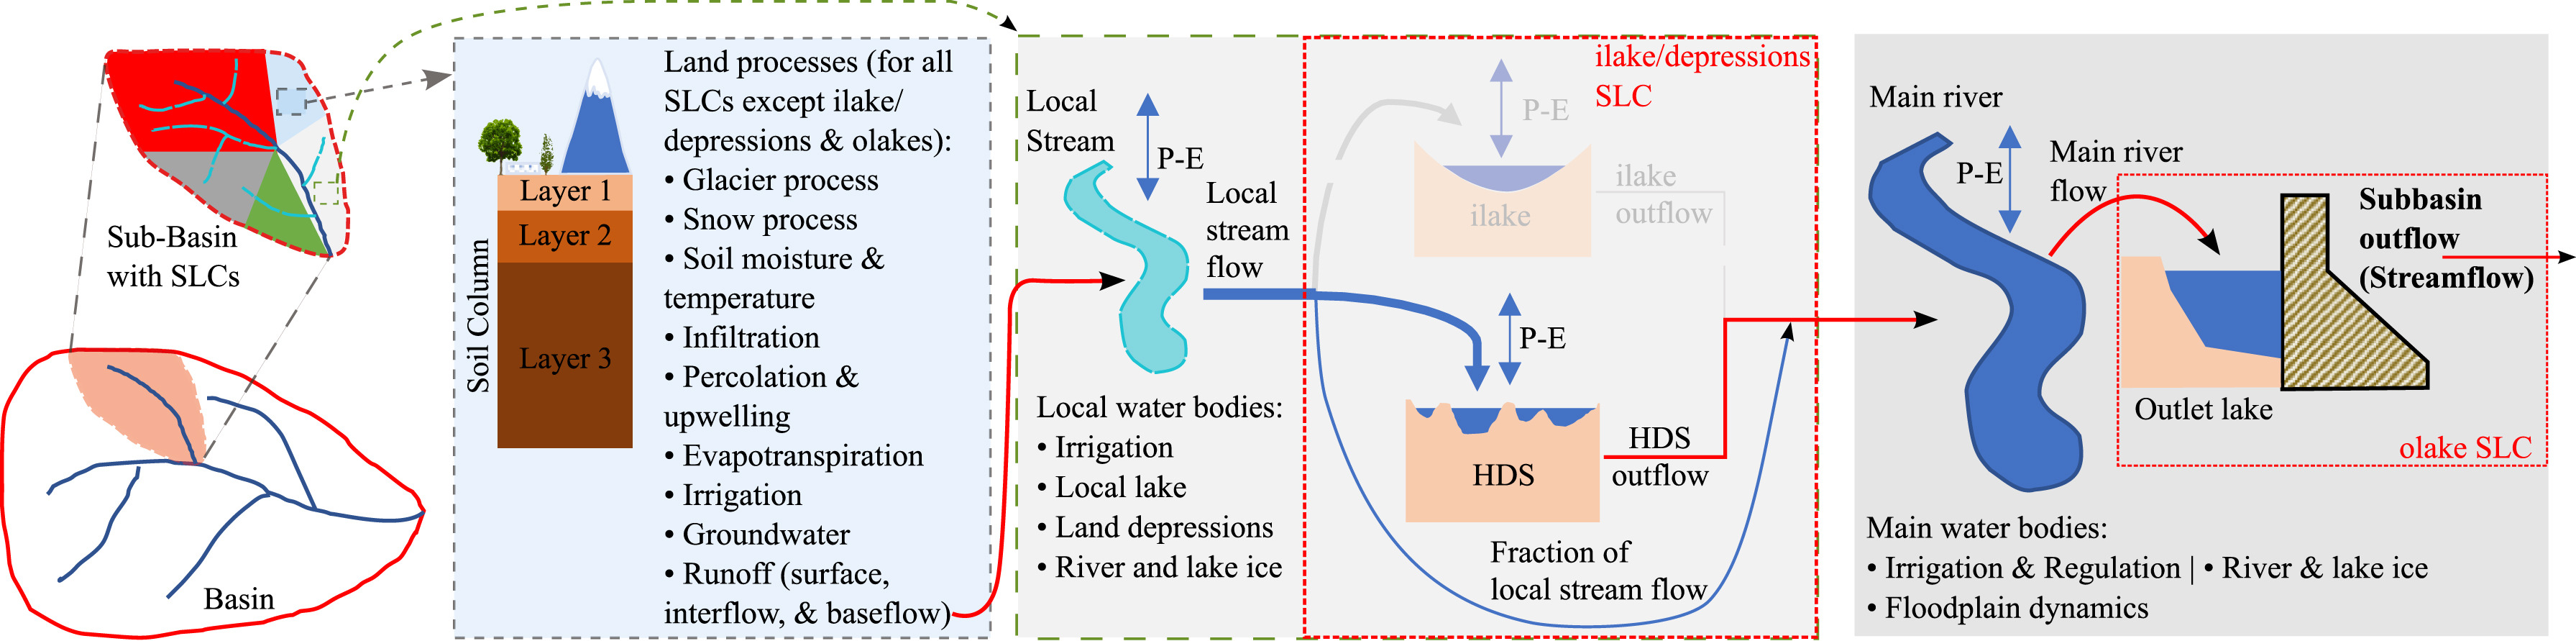 Sub-Basin
with SLCs
Basin
Soil Column
Layer 1
Layer 2
Layer 3
Land processes (for all
SLCs except ilake/
depressions & olakes):
• Glacier process
• Snow process
• Soil moisture &
temperature
• Infiltration
• Percolation &
upwelling
• Evapotranspiration
• Irrigation
• Groundwater
• Runoff (surface,
interflow, & baseflow)
Local
Stream
P-E
Local
stream
flow
Local water bodies:
• Irrigation
• Local lake
• Land depressions
• River and lake ice
ilake/depressions
SLC
P-E
ilake
ilake
outflow
P-E
HDS
HDS
outflow
Fraction of
local stream flow
Main river
P-E
Main river
flow
Subbasin
outflow
(Streamflow)
Outlet lake
olake SLC
Main water bodies:
• Irrigation & Regulation | • River & lake ice
• Floodplain dynamics